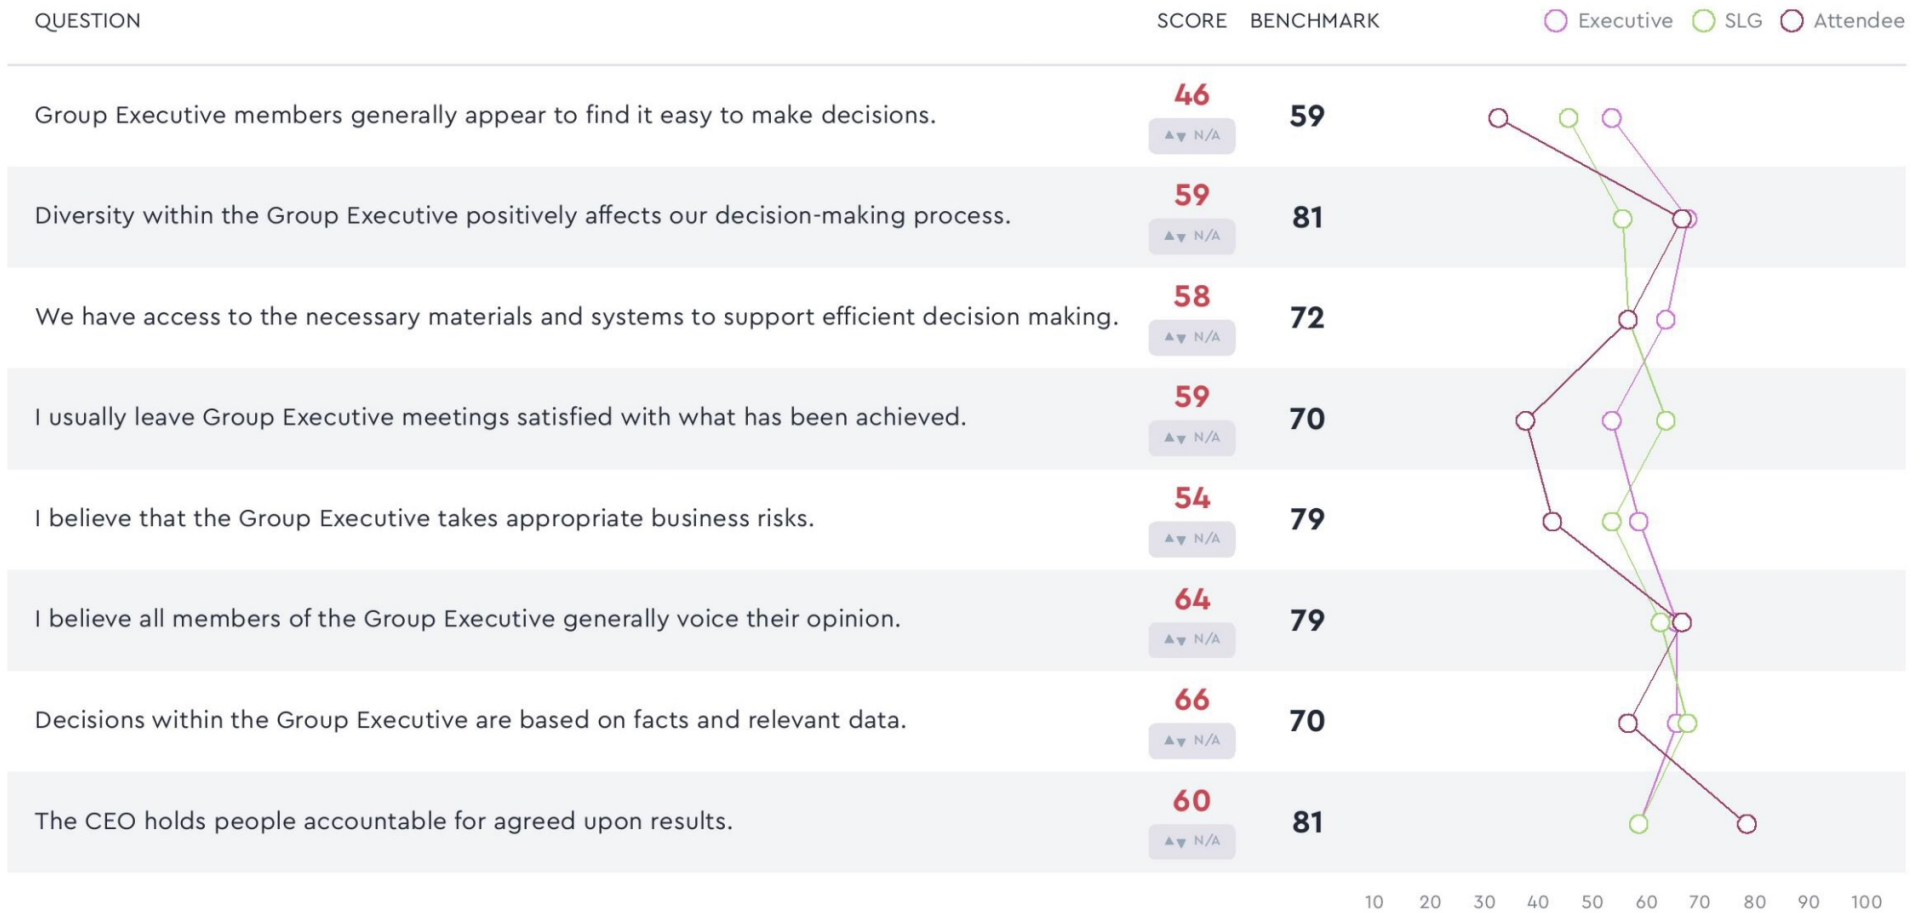 QUESTION SCORE BENCHMARK Executive SLG Attendee
46
Group Executive members generally appear to find it easy to make decisions. 59
▲▼ N/A
59
Diversity within the Group Executive positively affects our decision-making process. 81
▲▼ N/A
58
We have access to the necessary materials and systems to support efficient decision making. 72
▲▼ N/A
59
I usually leave Group Executive meetings satisfied with what has been achieved. 70
▲▼ N/A
54
I believe that the Group Executive takes appropriate business risks. 79
▲▼ N/A
64
I believe all members of the Group Executive generally voice their opinion. 79
▲▼ N/A
66
Decisions within the Group Executive are based on facts and relevant data. 70
▲▼ N/A
60
The CEO holds people accountable for agreed upon results. 81
▲▼ N/A
10 20 30 40 50 60 70 80 90 100